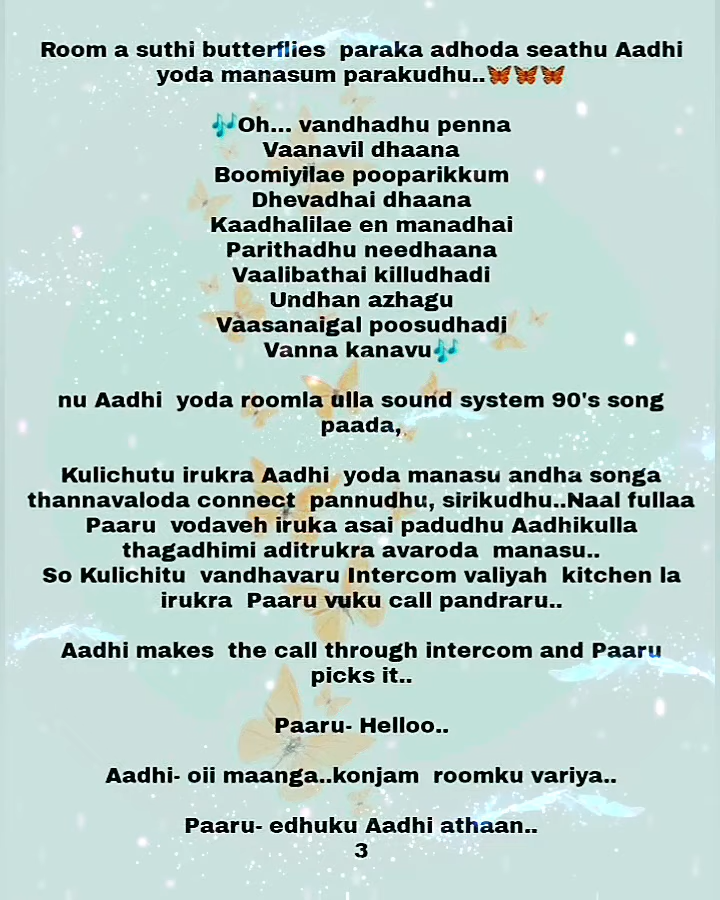 Room a suthi butterflies paraka adhoda seathu Aadhi
yoda manasum parakudhu..🦋🦋🦋
🎶Oh... vandhadhu penna
Vaanavil dhaana
Boomiyilae pooparikkum
Dhevadhai dhaana
Kaadhalilae en manadhai
Parithadhu needhaana
Vaalibathai killudhadi
Undhan azhagu
Vaasanaigal poosudhadi
Vanna kanavu🎶
nu Aadhi yoda roomla ulla sound system 90's song
paada,
Kulichutu irukra Aadhi yoda manasu andha songa
thannavaloda connect pannudhu, sirikudhu..Naal fullaa
Paaru vodaveh iruka asai padudhu Aadhikulla
thagadhimi aditrukra avaroda manasu..
So Kulichitu vandhavaru Intercom valiyah kitchen la
irukra Paaru vuku call pandraru..
Aadhi makes the call through intercom and Paaru
picks it..
Paaru- Helloo..
Aadhi- oii maanga..konjam roomku variya..
Paaru- edhuku Aadhi athaan..
3